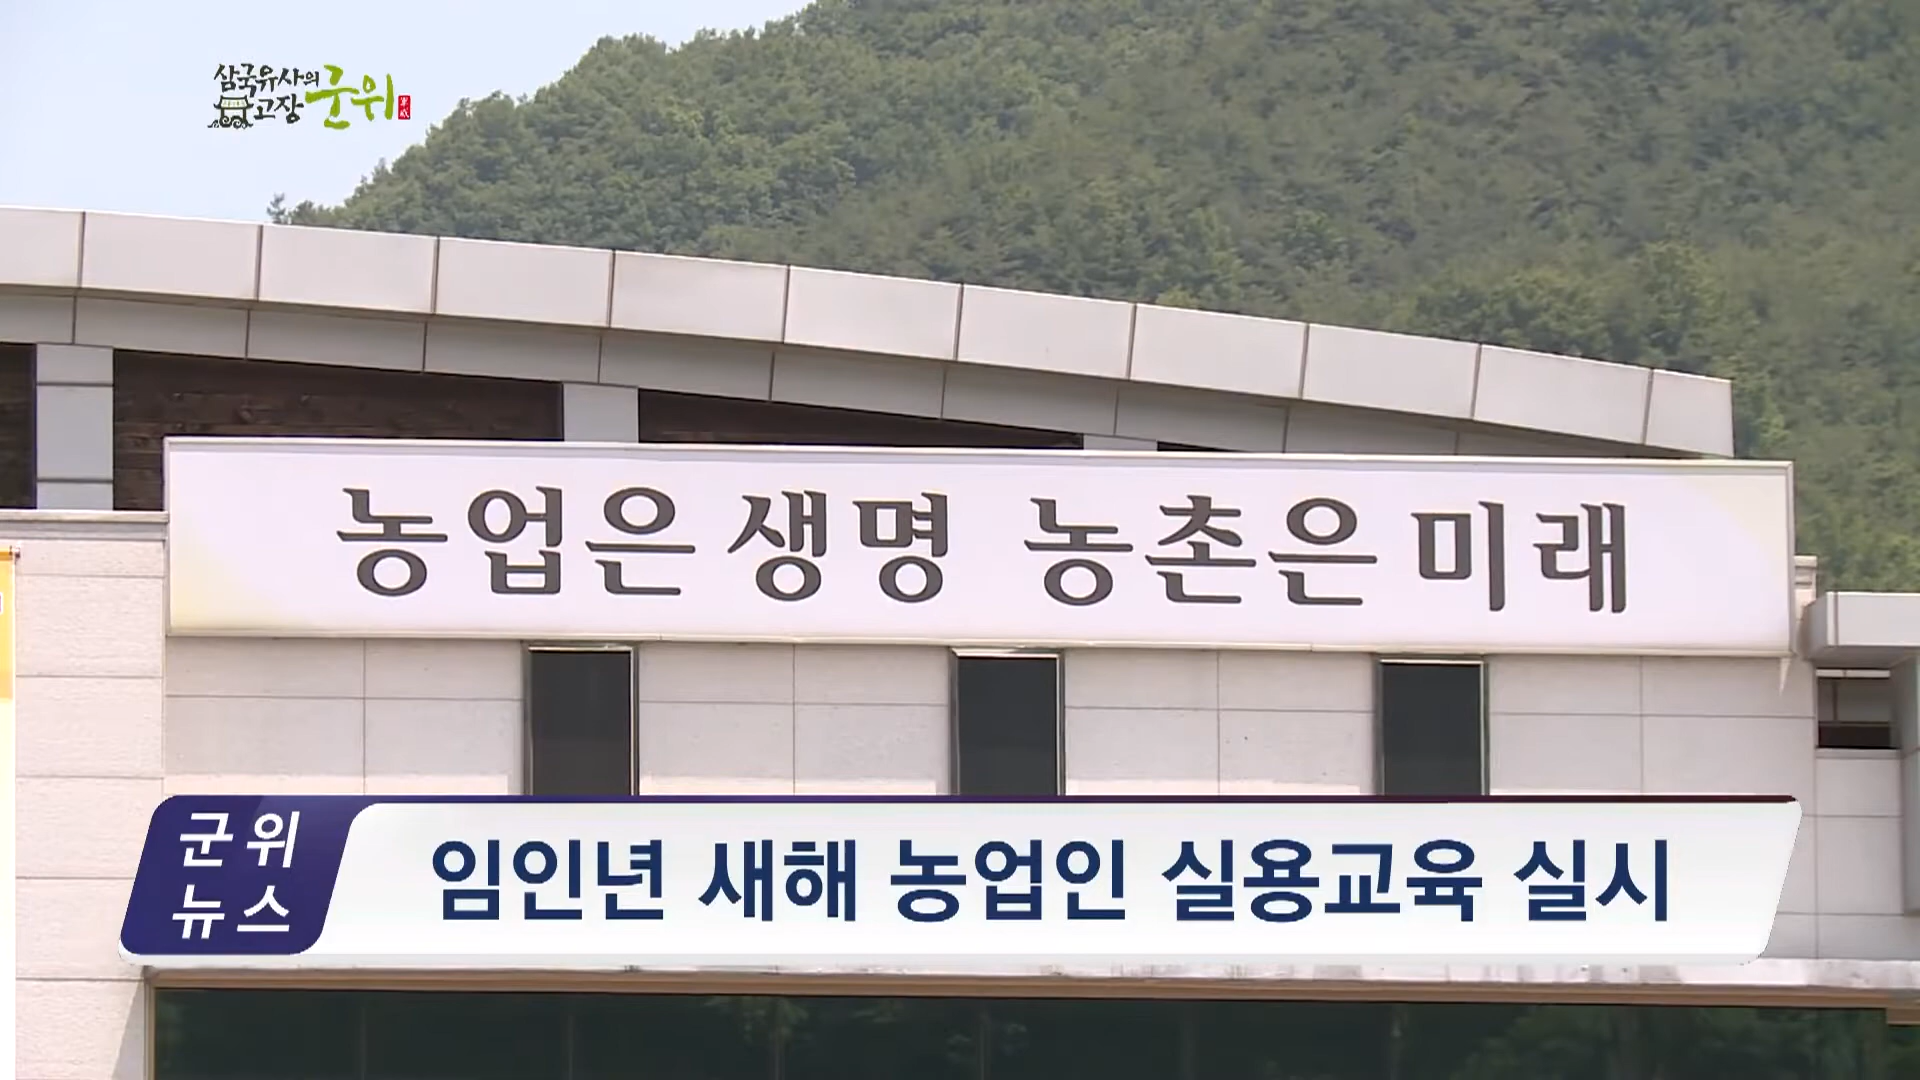 삼국유사의
고장 군위
농업은 생명 농촌은 미래
군위
뉴스
임인년 새해 농업인 실용교육 실시